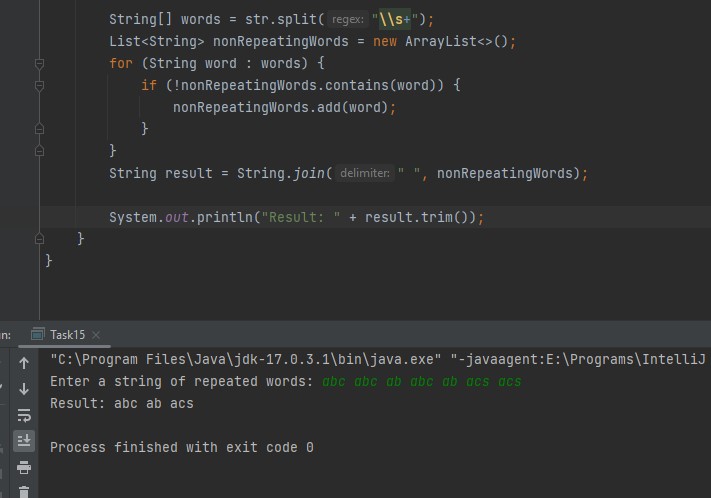 String[] words = str.split( regex: "\\s+");
List<String> nonRepeatingWords = new ArrayList<>();
for (String word : words) {
if (!nonRepeatingWords.contains(word)) {
nonRepeatingWords.add(word);
}
}
String result = String.join( delimiter: " ", nonRepeatingWords);
System.out.println("Result: " + result.trim());
}
}
n: Task15 ×
"C:\Program Files\Java\jdk-17.0.3.1\bin\java.exe" "-javaagent:E:\Programs\IntelliJ
Enter a string of repeated words: abc abc ab abc ab acs acs
Result: abc ab acs
Process finished with exit code 0